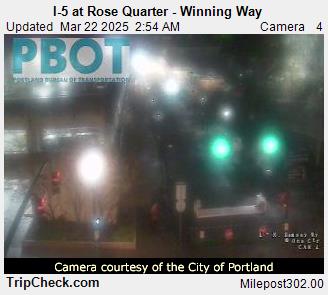 I-5 at Rose Quarter - Winning Way
Updated Mar 22 2025 2:54 AM Camera 4
PBOT
PORTLAND BUREAU OF TRANSPORTATION
Camera courtesy of the City of Portland
TripCheck.com Milepost302.00